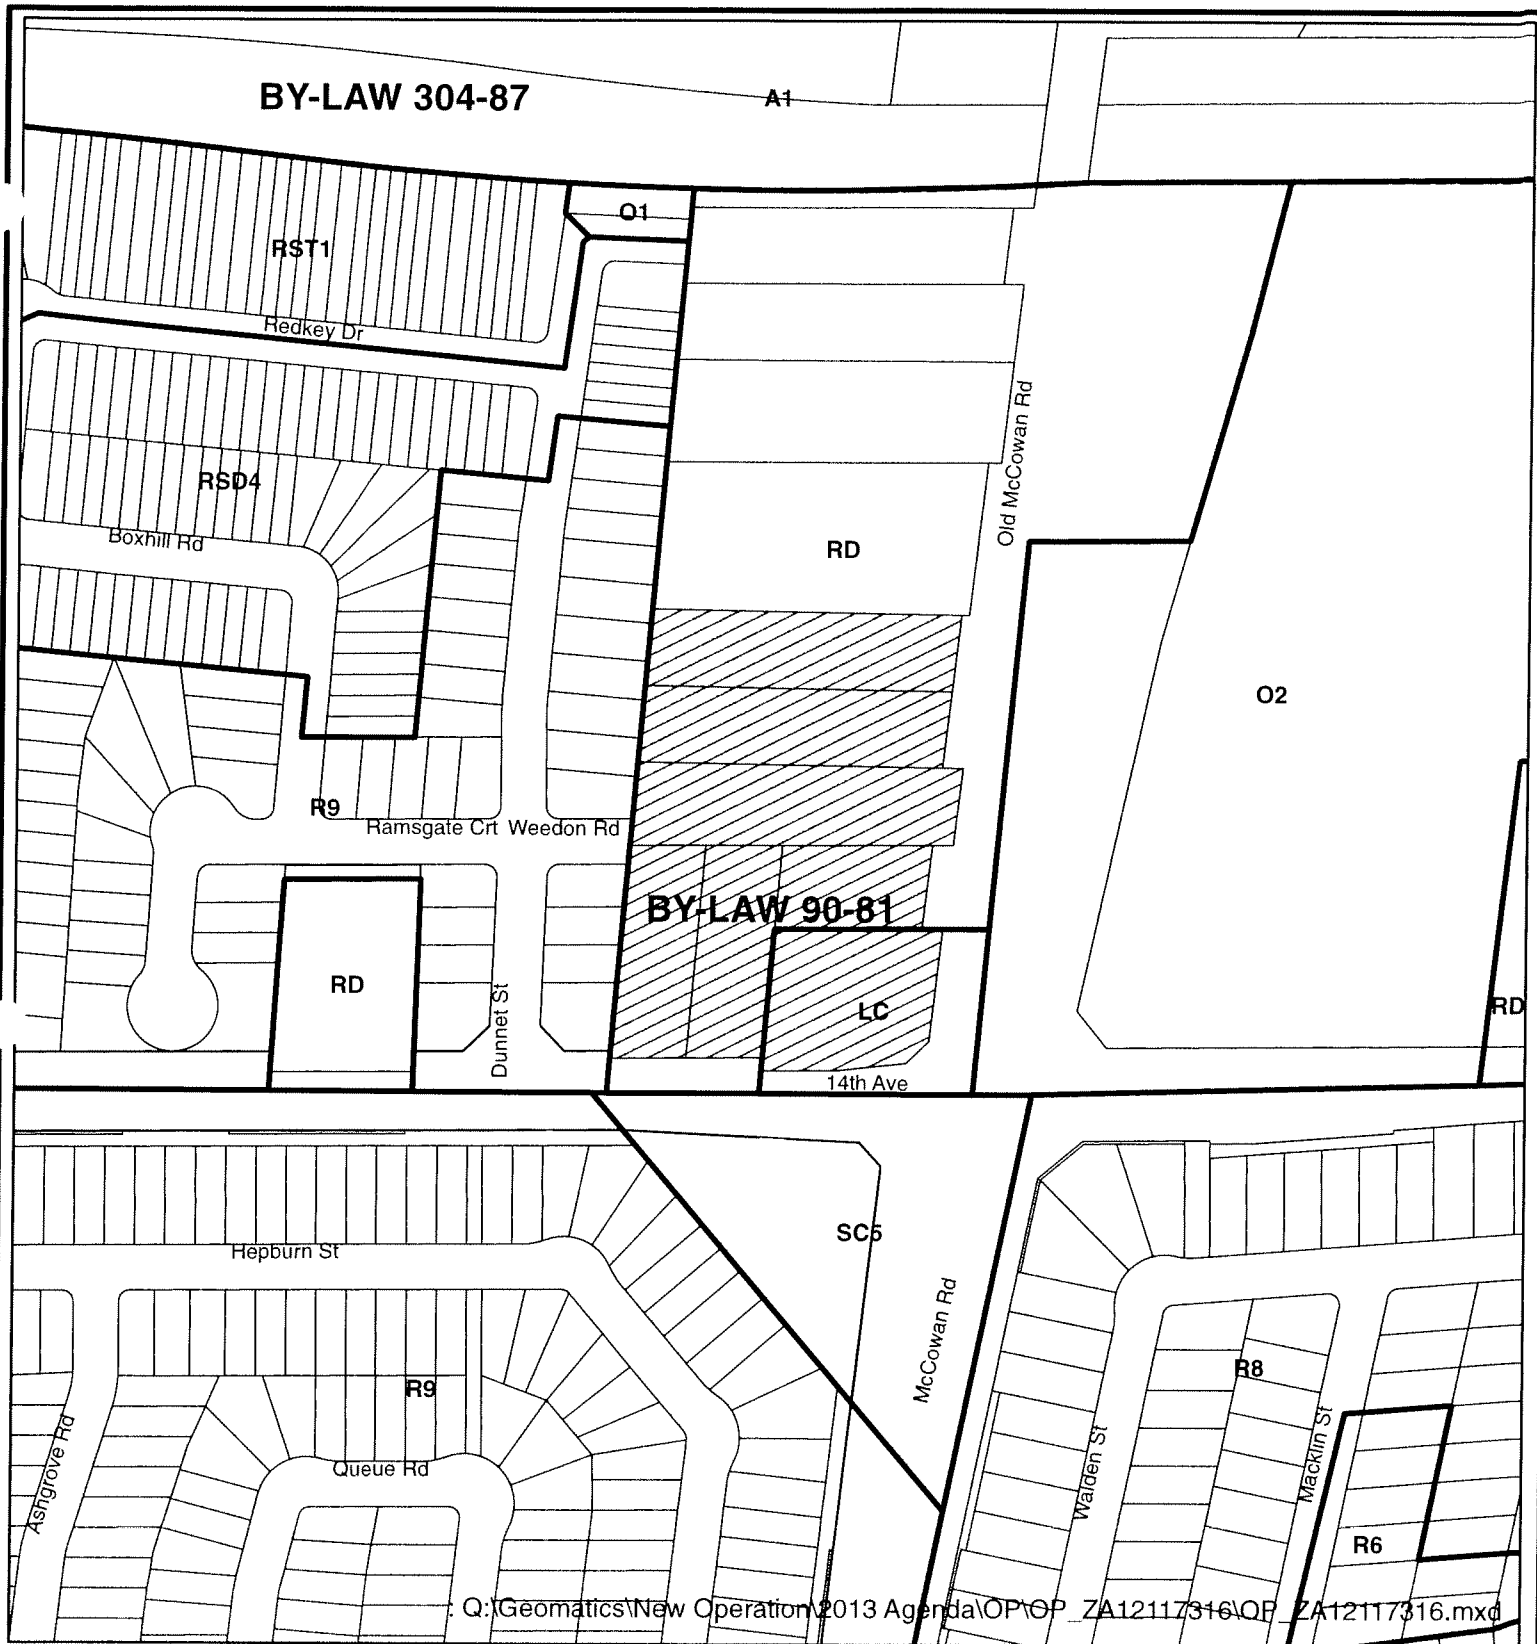 BY-LAW 304-87
A1
O1
RST1
Redkey Dr
RSD4
Boxhill Rd
Old McCowan Rd
RD
O2
R9
Ramsgate Crt
Weedon Rd
BY-LAW 90-81
RD
Dunnet St
LC
RD
14th Ave
SC5
Hepburn St
McCowan Rd
R9
R8
Ashgrove Rd
Queue Rd
Walden St
Macklin St
R6
: Q:\Geomatics\New Operation\2013 Agenda\OP\OP_ZA12117316\OP_ZA12117316.mxd